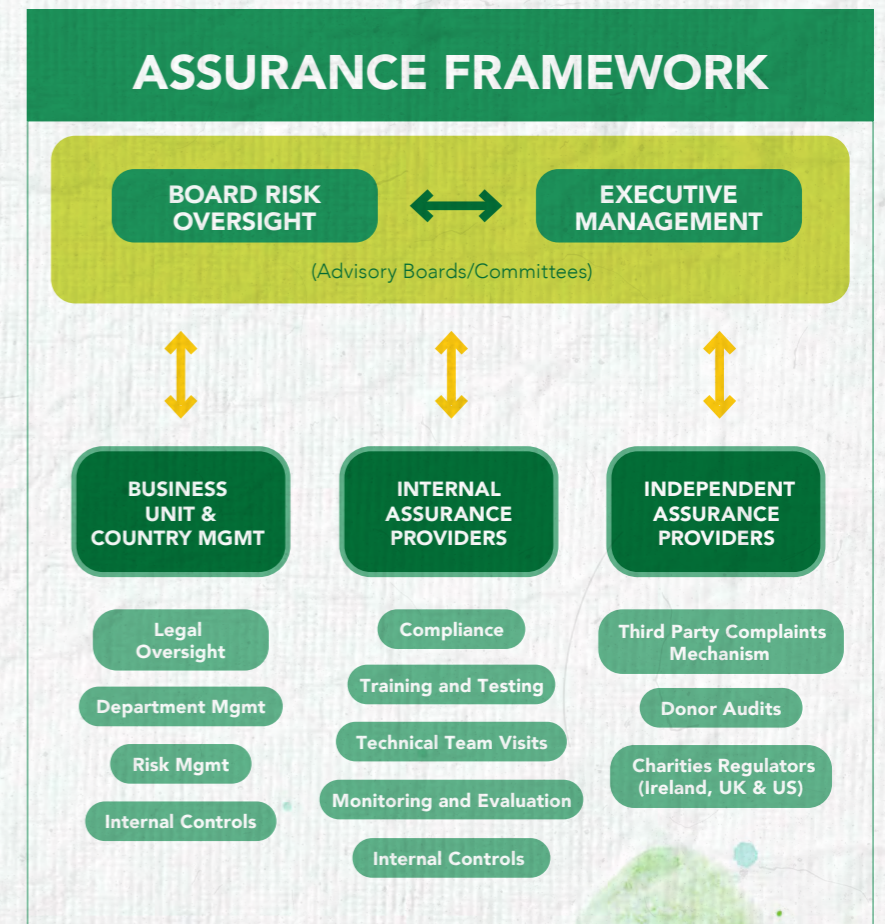 ASSURANCE FRAMEWORK
BOARD RISK
OVERSIGHT
EXECUTIVE
MANAGEMENT
(Advisory Boards/Committees)
BUSINESS
UNIT &
COUNTRY MGMT
Legal
Oversight
Department Mgmt
Risk Mgmt
Internal Controls
INTERNAL
ASSURANCE
PROVIDERS
Compliance
Training and Testing
Technical Team Visits
Monitoring and Evaluation
Internal Controls
INDEPENDENT
ASSURANCE
PROVIDERS
Third Party Complaints
Mechanism
Donor Audits
Charities Regulators
(Ireland, UK & US)